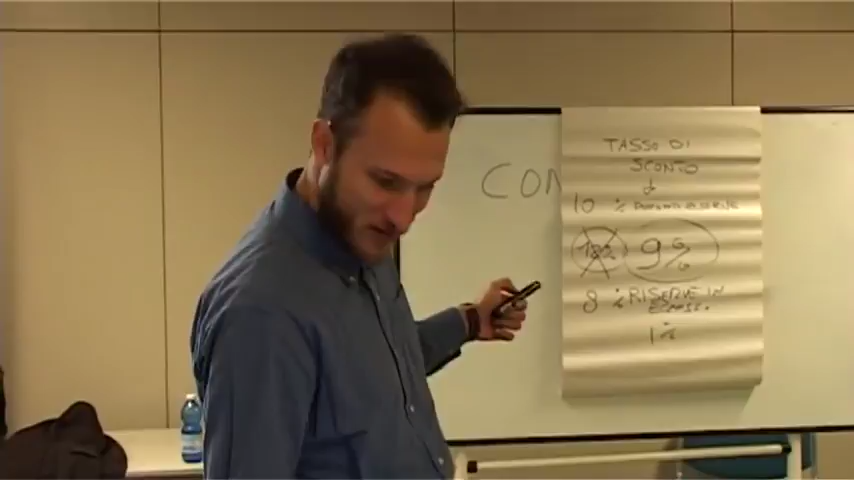 CON
TASSO DI
SCONTO
10 %
9%
8 % RISERVE IN
1%